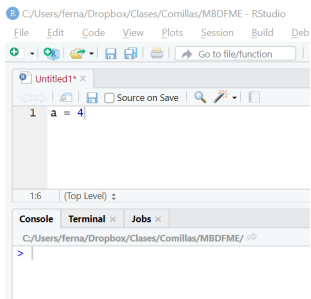 C:/Users/ferna/Dropbox/Clases/Comillas/MBDFME - RStudio
File Edit Code View Plots Session Build Deb
Go to file/function
Untitled1*
Source on Save
1 a = 4
1:6 (Top Level)
Console Terminal Jobs
C:/Users/ferna/Dropbox/Clases/Comillas/MBDFME/
>